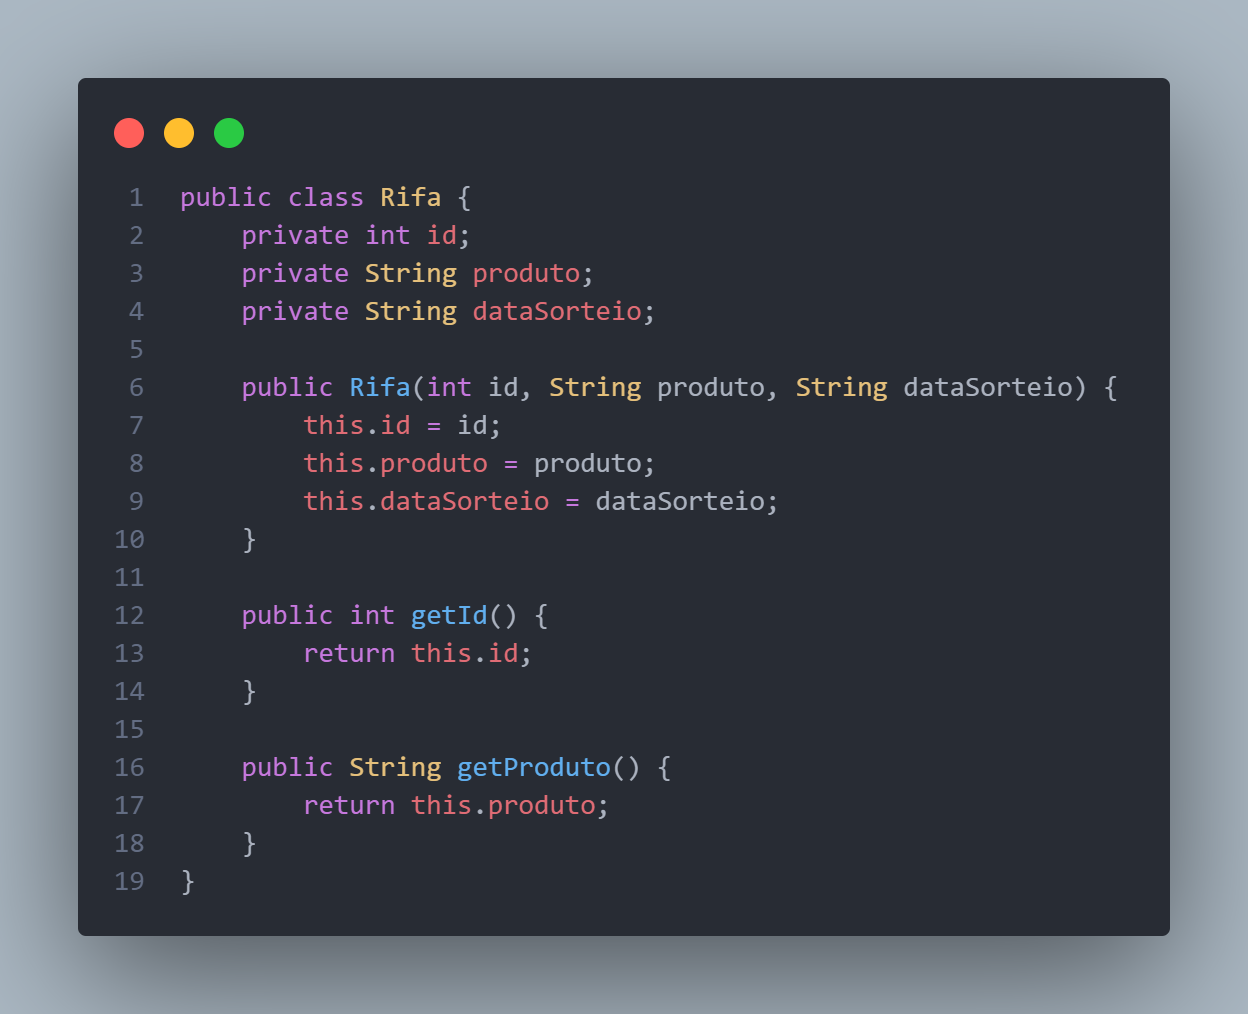 1 public class Rifa {
2     private int id;
3     private String produto;
4     private String dataSorteio;
5
6     public Rifa(int id, String produto, String dataSorteio) {
7         this.id = id;
8         this.produto = produto;
9         this.dataSorteio = dataSorteio;
10     }
11
12     public int getId() {
13         return this.id;
14     }
15
16     public String getProduto() {
17         return this.produto;
18     }
19 }